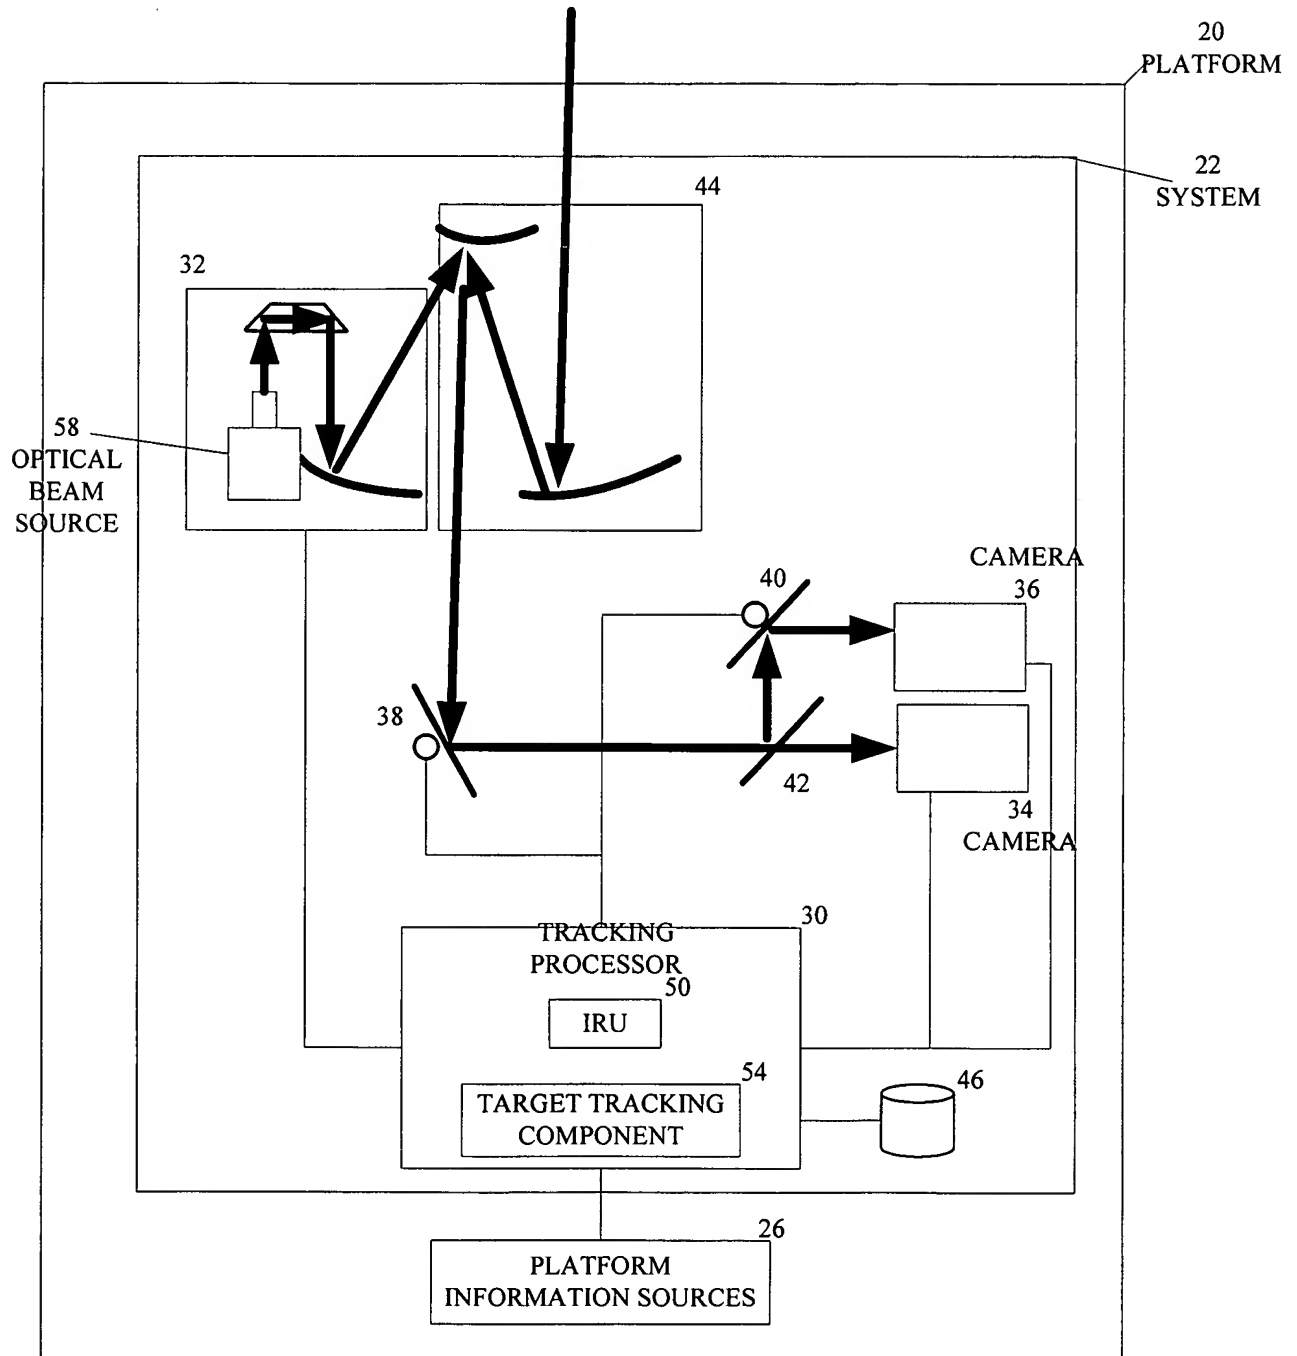 20
PLATFORM
22
SYSTEM
44
32
58
OPTICAL
BEAM
SOURCE
CAMERA
36
40
38
42
34
CAMERA
30
TRACKING
PROCESSOR
50
IRU
54
TARGET TRACKING
COMPONENT
46
26
PLATFORM
INFORMATION SOURCES